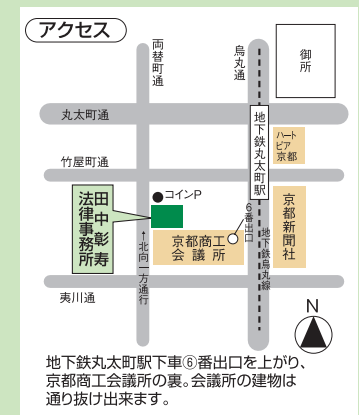 アクセス
両替町通
烏丸通
御所
丸太町通
地下鉄丸太町駅
ハート
ピア
京都
竹屋町通
コインP
6番出口
田中彰寿
法律事務所
京都商工
会議所
京都新聞社
↑北向一方通行
地下鉄烏丸線
夷川通
N
地下鉄丸太町駅下車⑥番出口を上がり、
京都商工会議所の裏。会議所の建物は
通り抜け出来ます。